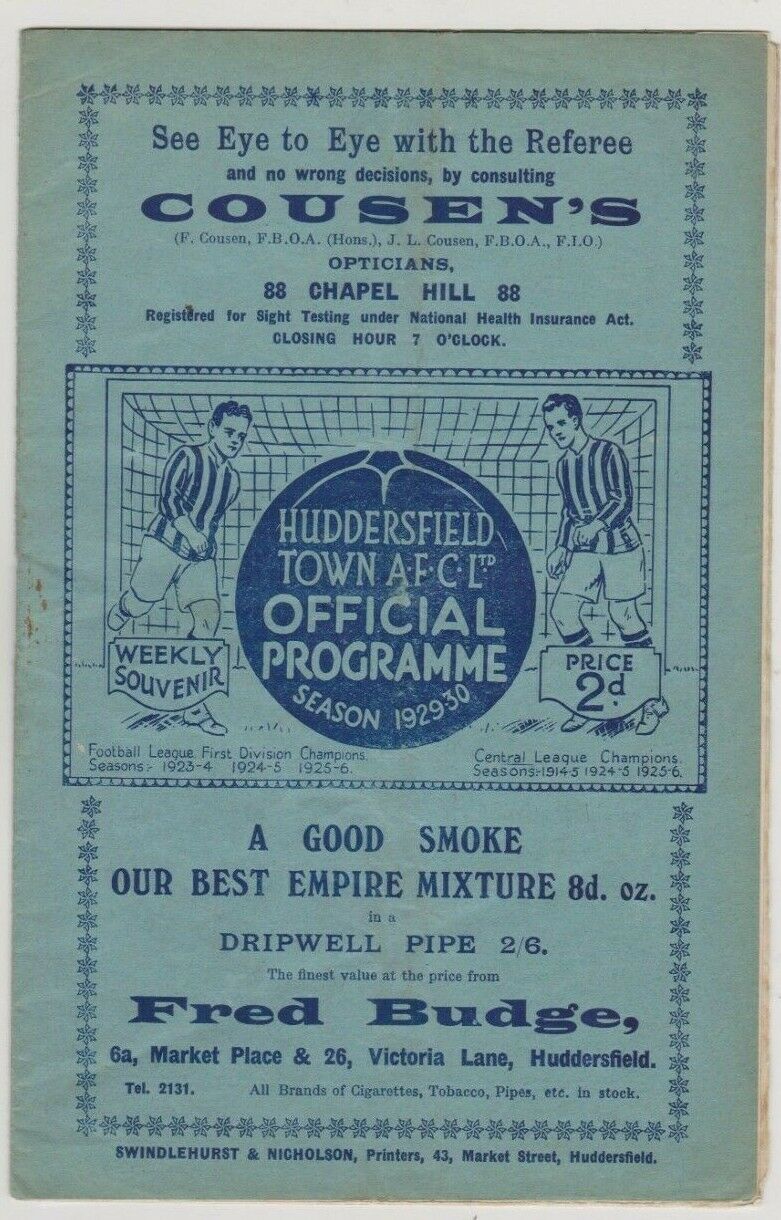 See Eye to Eye with the Referee
and no wrong decisions, by consulting
COUSEN'S
(F. Cousen, F.B.O.A. (Hons.), J. L. Cousen, F.B.O.A., F.I.O.)
OPTICIANS,
88 CHAPEL HILL 88
Registered for Sight Testing under National Health Insurance Act.
CLOSING HOUR 7 O'CLOCK.
HUDDERSFIELD
TOWN A·F·C·LTD
OFFICIAL
PROGRAMME
SEASON 1929-30
WEEKLY
SOUVENIR
PRICE
2d.
Football League First Division Champions.
Seasons:- 1923-4 1924-5 1925-6.
Central League Champions.
Seasons:-1914-5 1924-5 1925-6.
A GOOD SMOKE
OUR BEST EMPIRE MIXTURE 8d. oz.
in a
DRIPWELL PIPE 2/6.
The finest value at the price from
Fred Budge,
6a, Market Place & 26, Victoria Lane, Huddersfield.
Tel. 2131. All Brands of Cigarettes, Tobacco, Pipes, etc. in stock.
SWINDLEHURST & NICHOLSON, Printers, 43, Market Street, Huddersfield.